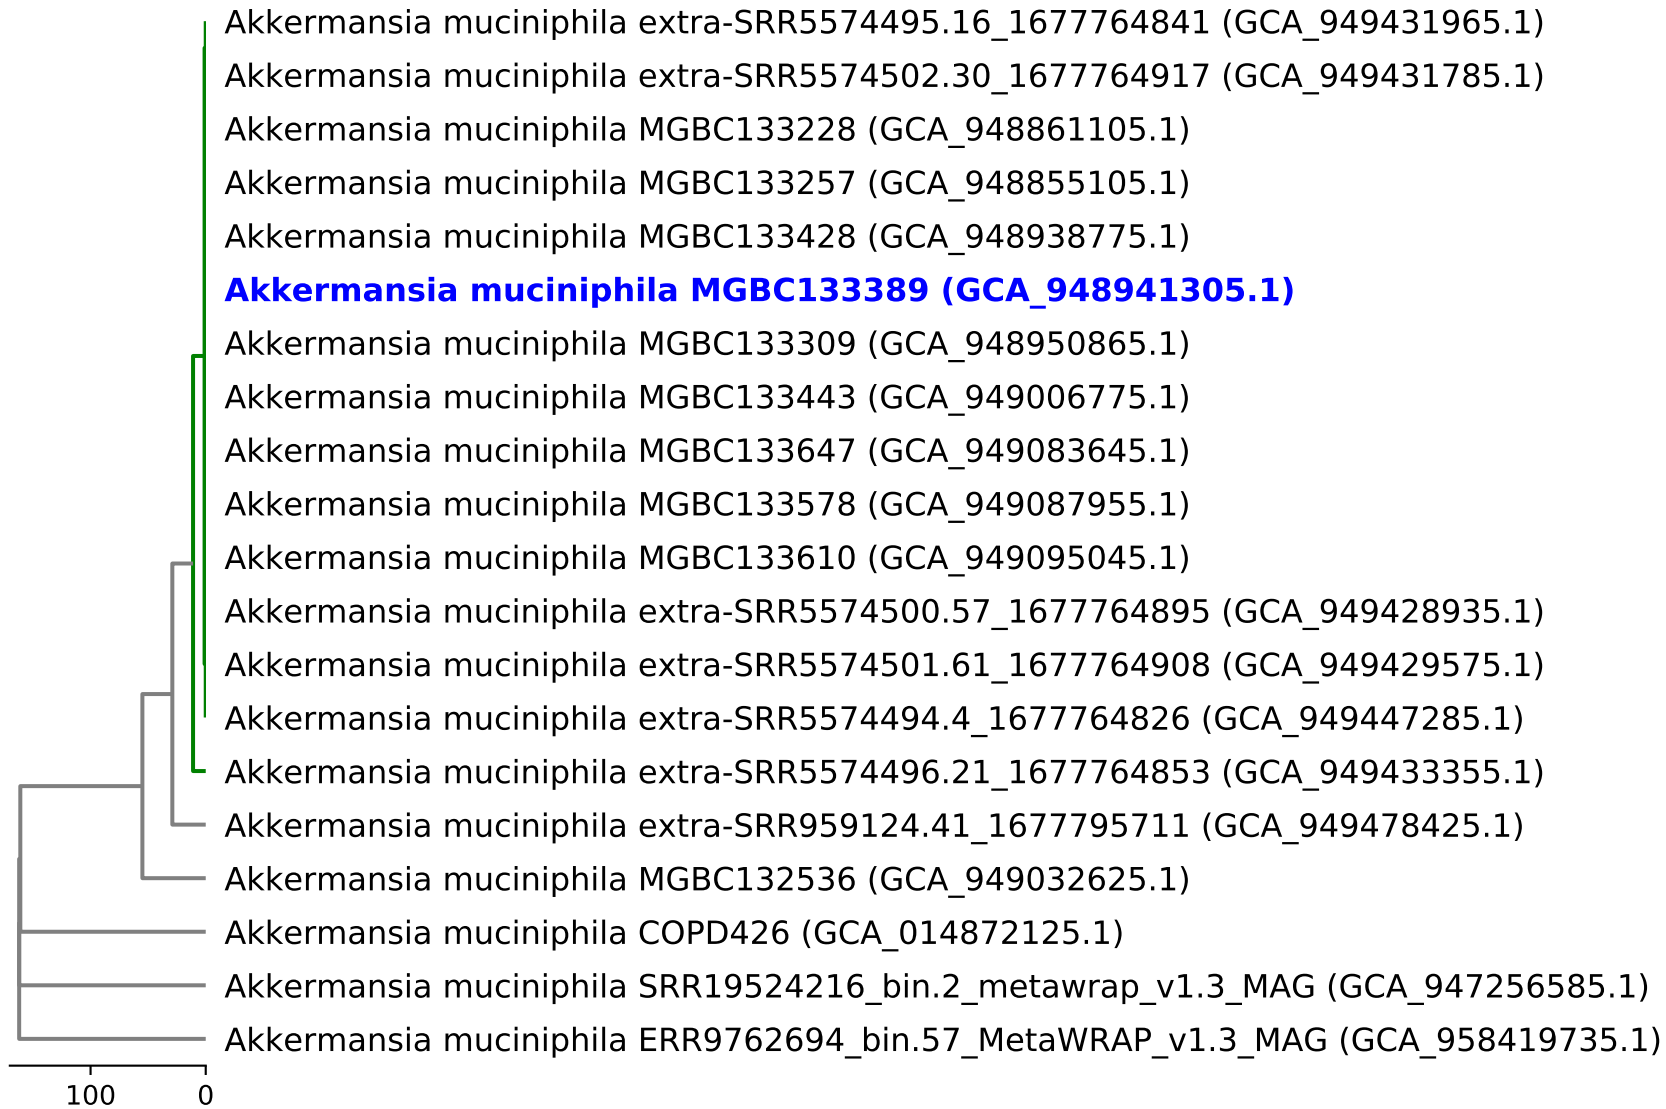 Akkermansia muciniphila extra-SRR5574495.16_1677764841 (GCA_949431965.1)
Akkermansia muciniphila extra-SRR5574502.30_1677764917 (GCA_949431785.1)
Akkermansia muciniphila MGBC133228 (GCA_948861105.1)
Akkermansia muciniphila MGBC133257 (GCA_948855105.1)
Akkermansia muciniphila MGBC133428 (GCA_948938775.1)
Akkermansia muciniphila MGBC133389 (GCA_948941305.1)
Akkermansia muciniphila MGBC133309 (GCA_948950865.1)
Akkermansia muciniphila MGBC133443 (GCA_949006775.1)
Akkermansia muciniphila MGBC133647 (GCA_949083645.1)
Akkermansia muciniphila MGBC133578 (GCA_949087955.1)
Akkermansia muciniphila MGBC133610 (GCA_949095045.1)
Akkermansia muciniphila extra-SRR5574500.57_1677764895 (GCA_949428935.1)
Akkermansia muciniphila extra-SRR5574501.61_1677764908 (GCA_949429575.1)
Akkermansia muciniphila extra-SRR5574494.4_1677764826 (GCA_949447285.1)
Akkermansia muciniphila extra-SRR5574496.21_1677764853 (GCA_949433355.1)
Akkermansia muciniphila extra-SRR959124.41_1677795711 (GCA_949478425.1)
Akkermansia muciniphila MGBC132536 (GCA_949032625.1)
Akkermansia muciniphila COPD426 (GCA_014872125.1)
Akkermansia muciniphila SRR19524216_bin.2_metawrap_v1.3_MAG (GCA_947256585.1)
Akkermansia muciniphila ERR9762694_bin.57_MetaWRAP_v1.3_MAG (GCA_958419735.1)
100 0